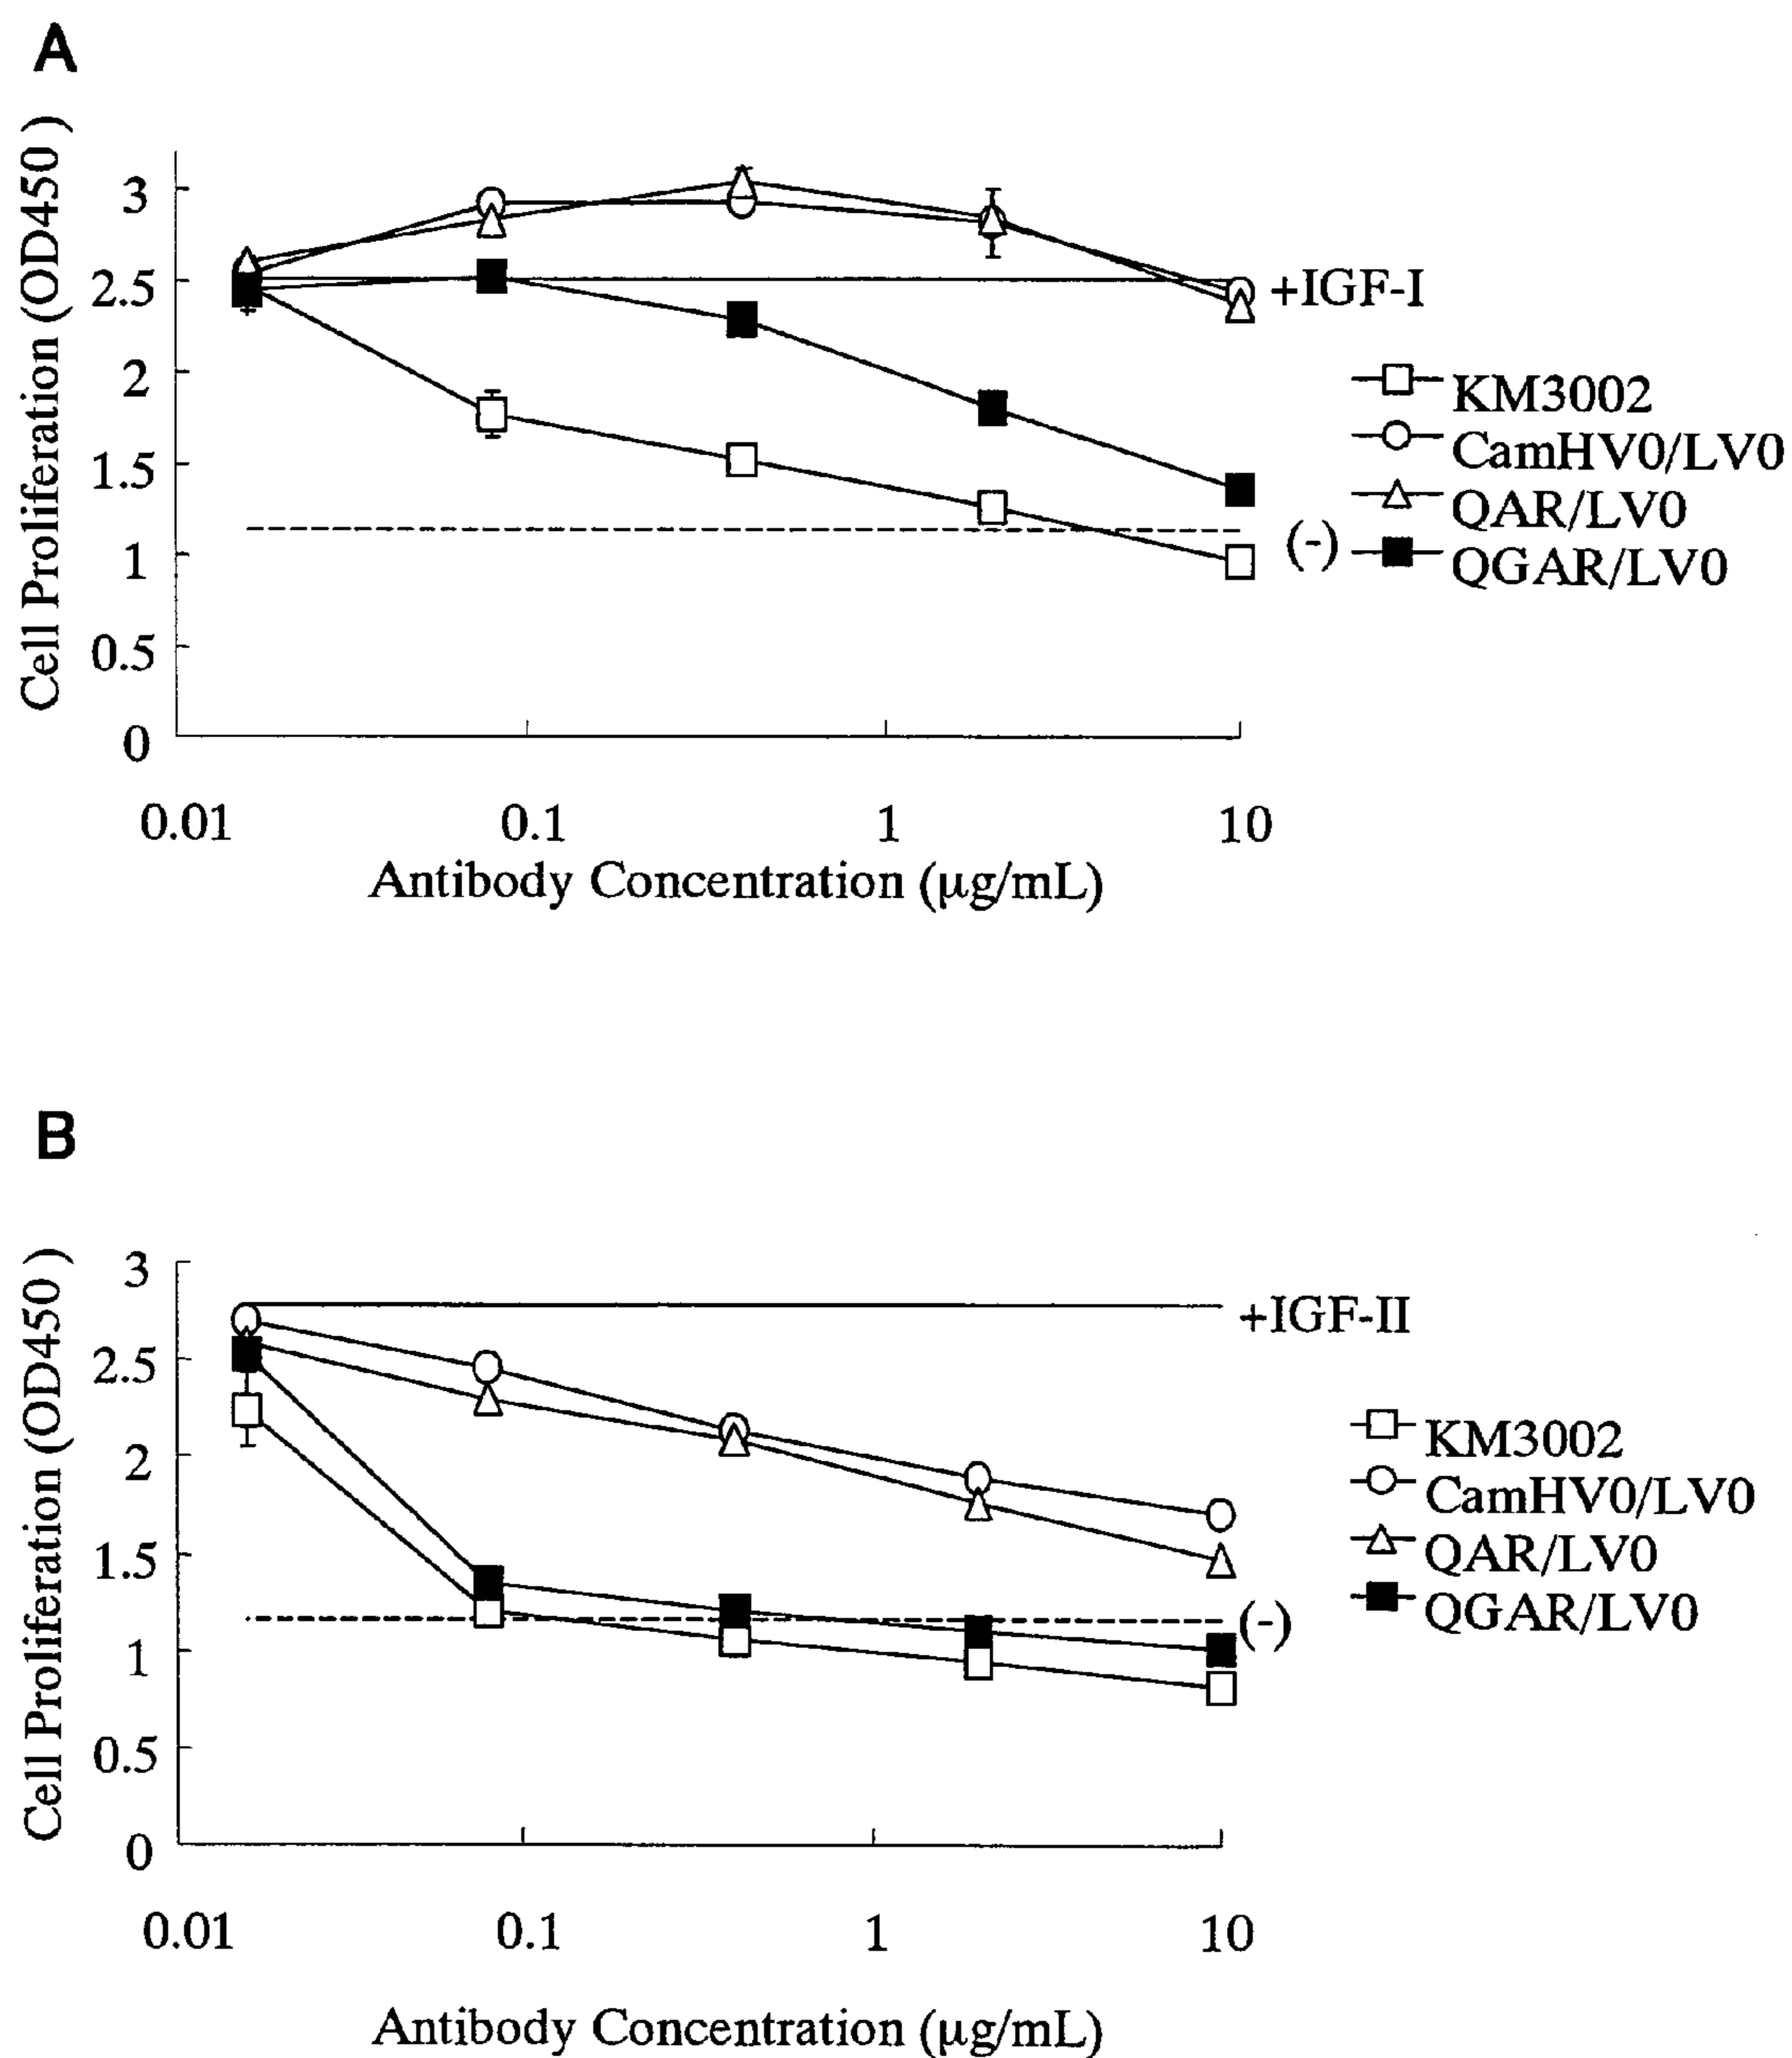 A
Cell Proliferation (OD450 )
3
2.5
2
1.5
1
0.5
0
0.01 0.1 1 10
Antibody Concentration (µg/mL)
+IGF-I
(-)
KM3002
CamHV0/LV0
QAR/LV0
QGAR/LV0
B
Cell Proliferation (OD450 )
3
2.5
2
1.5
1
0.5
0
0.01 0.1 1 10
Antibody Concentration (µg/mL)
+IGF-II
(-)
KM3002
CamHV0/LV0
QAR/LV0
QGAR/LV0